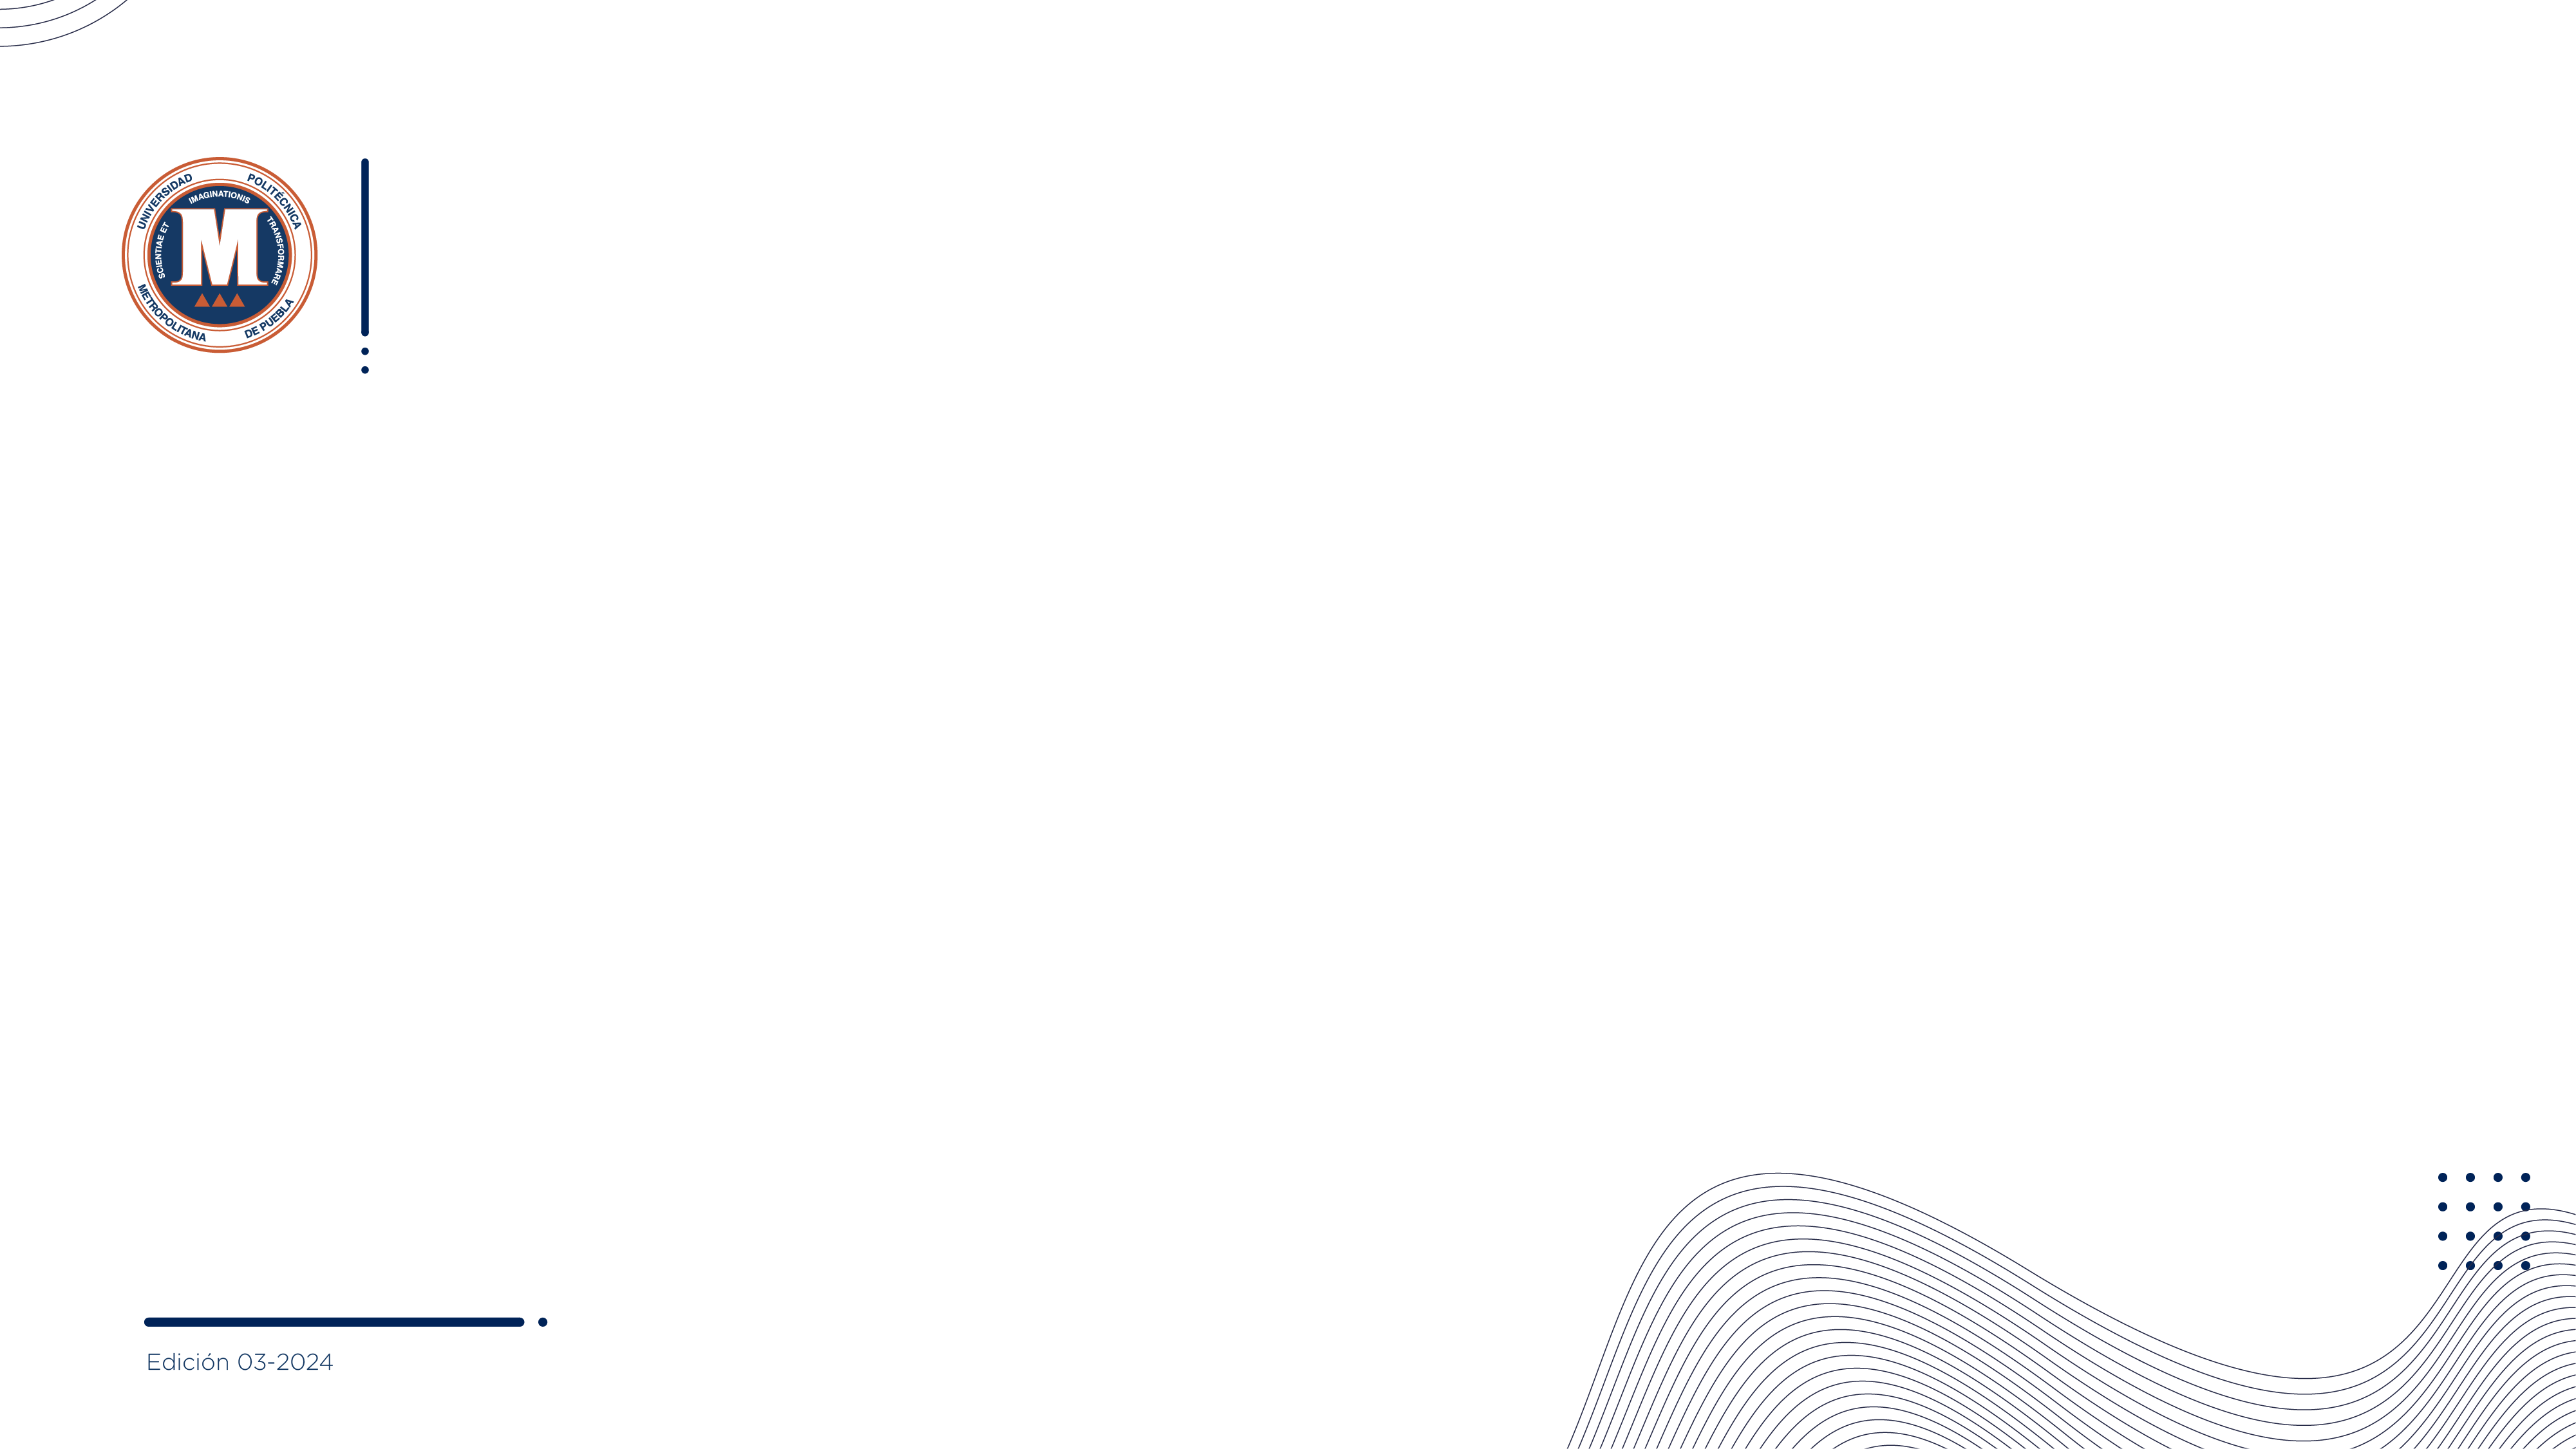 UNIVERSIDAD POLITÉCNICA
METROPOLITANA DE PUEBLA
SCIENTIAE ET IMAGINATIONIS TRANSFORMARE
M
Edición 03-2024